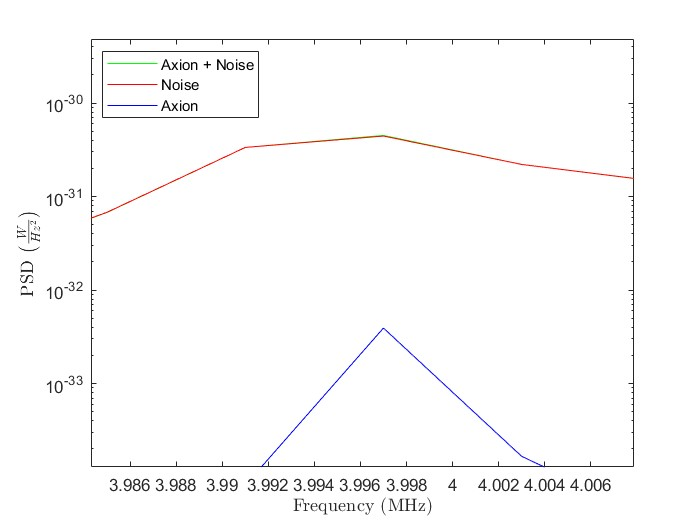 Axion + Noise
Noise
Axion
10^-30
10^-31
10^-32
10^-33
PSD (W/Hz²)
3.986 3.988 3.99 3.992 3.994 3.996 3.998 4 4.002 4.004 4.006
Frequency (MHz)